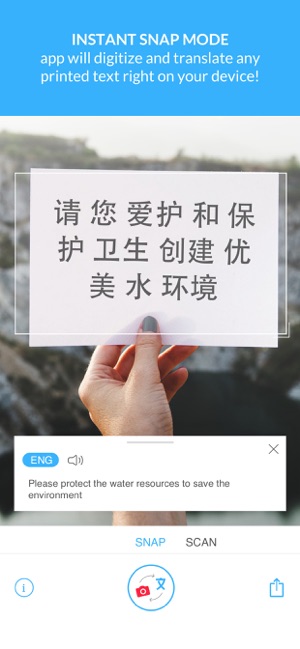 INSTANT SNAP MODE
app will digitize and translate any
printed text right on your device!
请 您 爱护 和 保
护 卫生 创建 优
美 水 环境
ENG
Please protect the water resources to save the
environment
SNAP SCAN